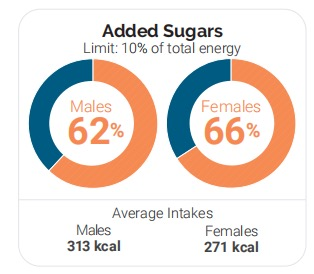 Added Sugars
Limit: 10% of total energy
Males Females
62% 66%
Average Intakes
Males Females
313 kcal 271 kcal